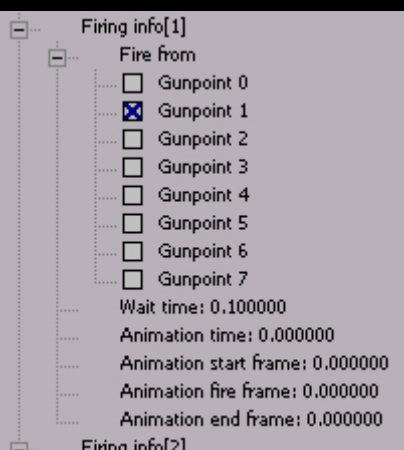 Firing info[1]
Fire from
Gunpoint 0
Gunpoint 1
Gunpoint 2
Gunpoint 3
Gunpoint 4
Gunpoint 5
Gunpoint 6
Gunpoint 7
Wait time: 0.100000
Animation time: 0.000000
Animation start frame: 0.000000
Animation fire frame: 0.000000
Animation end frame: 0.000000
Firing info[2]